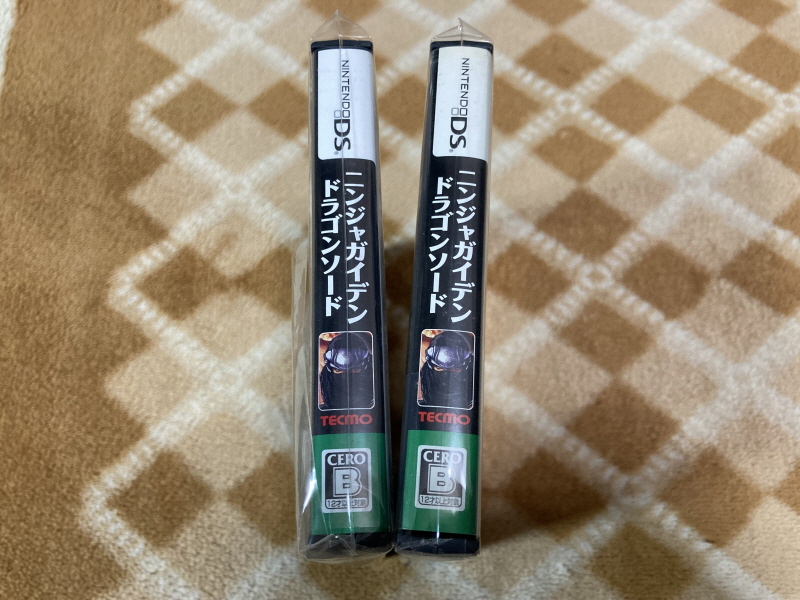 NINTENDO DS
ニンジャガイデン
ドラゴンソード
TECMO
CERO
B
12才以上対象
NINTENDO DS
ニンジャガイデン
ドラゴンソード
TECMO
CERO
B
12才以上対象